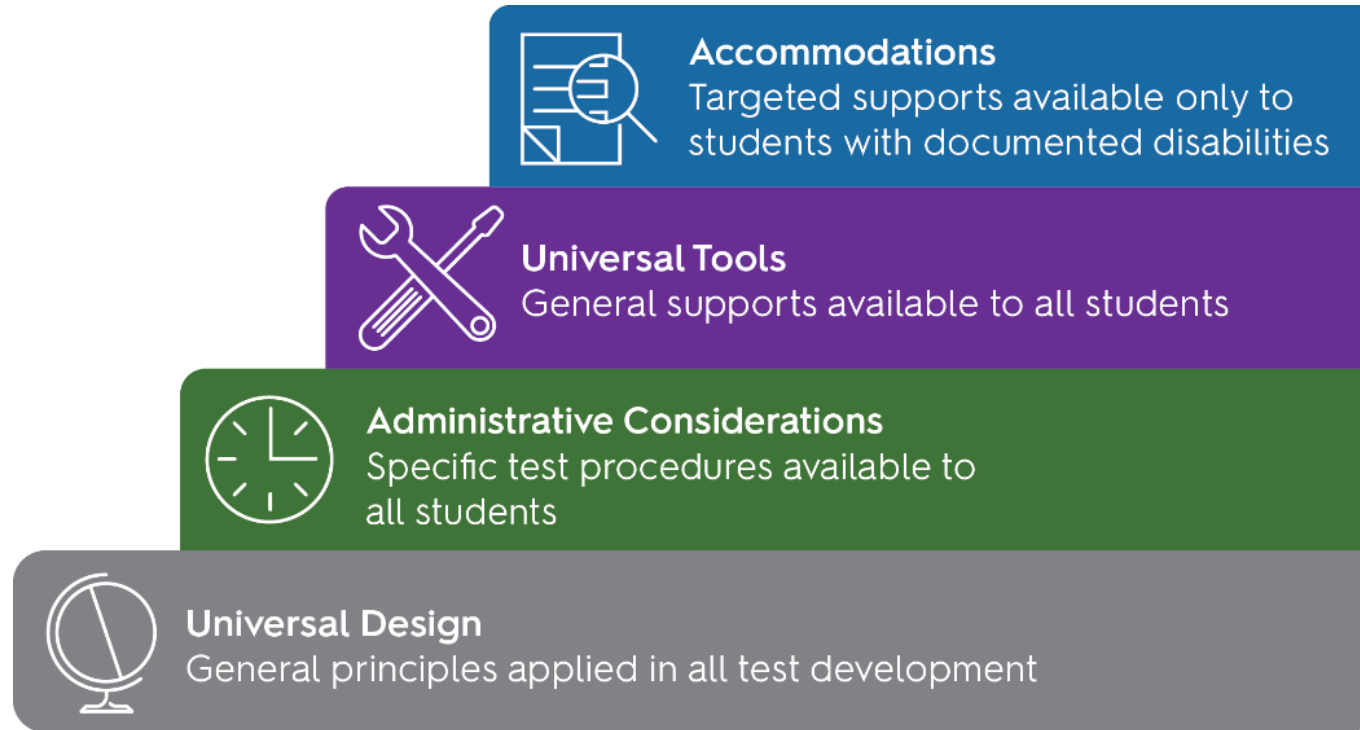 Accommodations
Targeted supports available only to
students with documented disabilities
Universal Tools
General supports available to all students
Administrative Considerations
Specific test procedures available to
all students
Universal Design
General principles applied in all test development